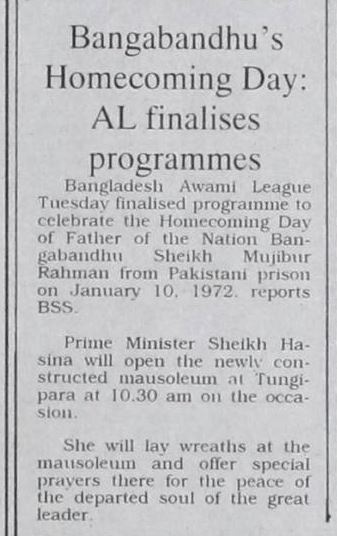 Bangabandhu's
Homecoming Day:
AL finalises
programmes
Bangladesh Awami League
Tuesday finalised programme to
celebrate the Homecoming Day
of Father of the Nation Ban-
gabandhu Sheikh Mujibur
Rahman from Pakistani prison
on January 10, 1972, reports
BSS.
Prime Minister Sheikh Ha-
sina will open the newly con-
structed mausoleum at Tungi-
para at 10.30 am on the occa-
sion.
She will lay wreaths at the
mausoleum and offer special
prayers there for the peace of
the departed soul of the great
leader.